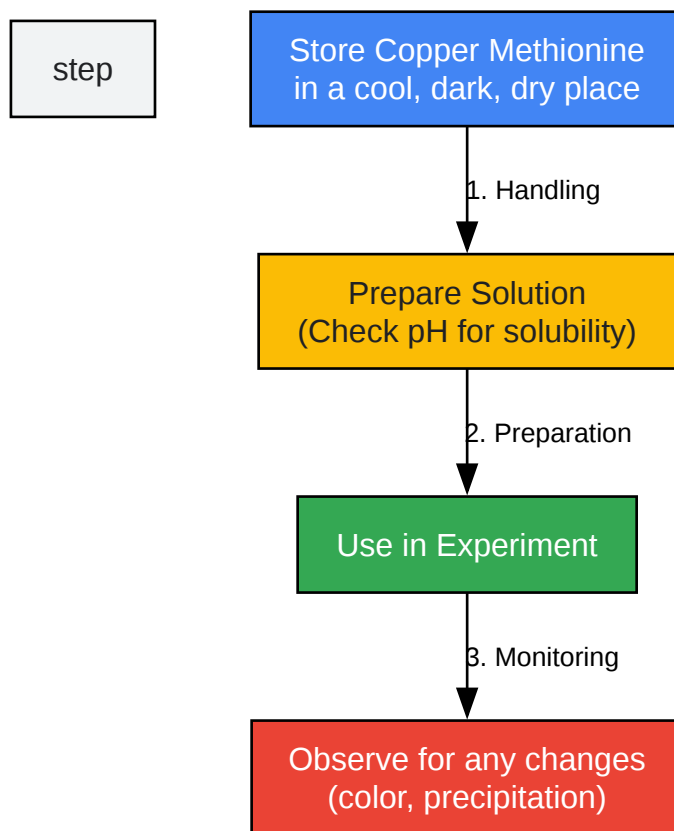 step
Store Copper Methionine
in a cool, dark, dry place
1. Handling
Prepare Solution
(Check pH for solubility)
2. Preparation
Use in Experiment
3. Monitoring
Observe for any changes
(color, precipitation)